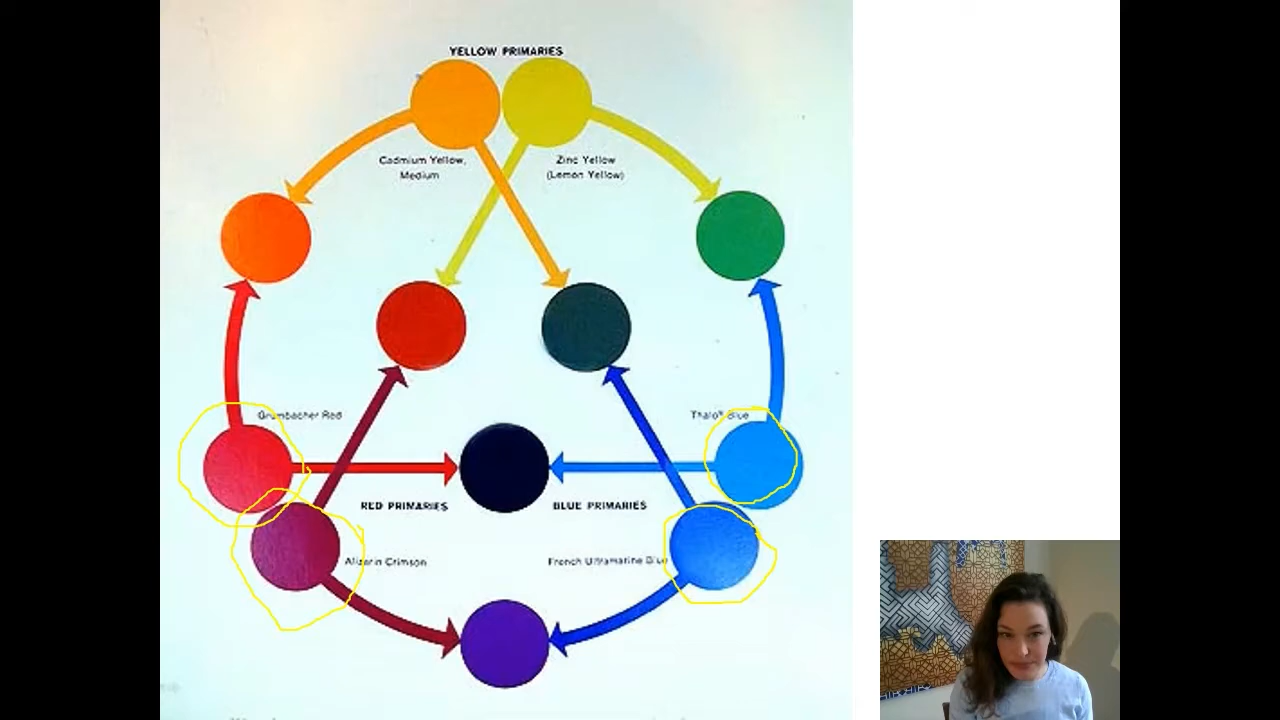 YELLOW PRIMARIES
Cadmium Yellow,
Medium
Zinc Yellow
(Lemon Yellow)
Grumbacher Red
Thalo® Blue
RED PRIMARIES
BLUE PRIMARIES
Alizarin Crimson
French Ultramarine Blue